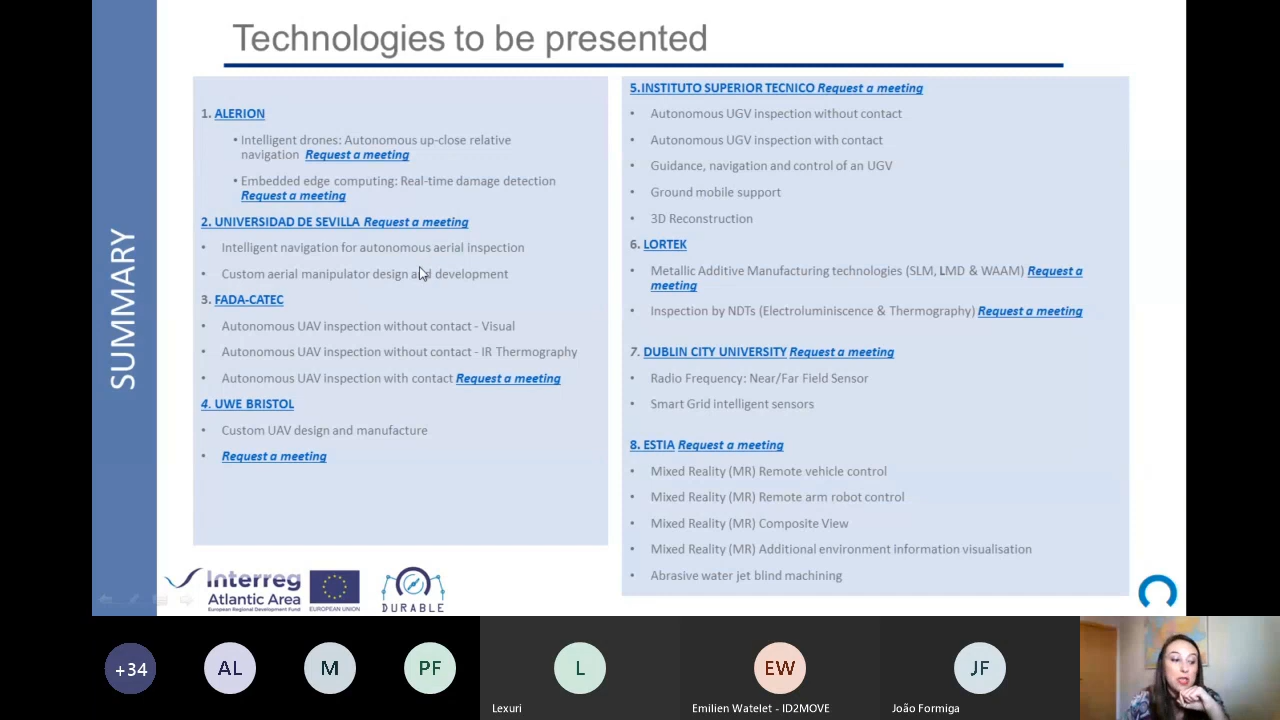 Technologies to be presented
SUMMARY
1. ALERION
• Intelligent drones: Autonomous up-close relative
navigation Request a meeting
• Embedded edge computing: Real-time damage detection
Request a meeting
2. UNIVERSIDAD DE SEVILLA Request a meeting
• Intelligent navigation for autonomous aerial inspection
• Custom aerial manipulator design and development
3. FADA-CATEC
• Autonomous UAV inspection without contact - Visual
• Autonomous UAV inspection without contact - IR Thermography
• Autonomous UAV inspection with contact Request a meeting
4. UWE BRISTOL
• Custom UAV design and manufacture
• Request a meeting
5.INSTITUTO SUPERIOR TECNICO Request a meeting
• Autonomous UGV inspection without contact
• Autonomous UGV inspection with contact
• Guidance, navigation and control of an UGV
• Ground mobile support
• 3D Reconstruction
6. LORTEK
• Metallic Additive Manufacturing technologies (SLM, LMD & WAAM) Request a
meeting
• Inspection by NDTs (Electroluminiscence & Thermography) Request a meeting
7. DUBLIN CITY UNIVERSITY Request a meeting
• Radio Frequency: Near/Far Field Sensor
• Smart Grid intelligent sensors
8. ESTIA Request a meeting
• Mixed Reality (MR) Remote vehicle control
• Mixed Reality (MR) Remote arm robot control
• Mixed Reality (MR) Composite View
• Mixed Reality (MR) Additional environment information visualisation
• Abrasive water jet blind machining
Interreg
Atlantic Area
European Regional Development Fund
EUROPEAN UNION
DURABLE
+34
AL
M
PF
L
EW
JF
Lexuri
Emilien Watelet - ID2MOVE
João Formiga